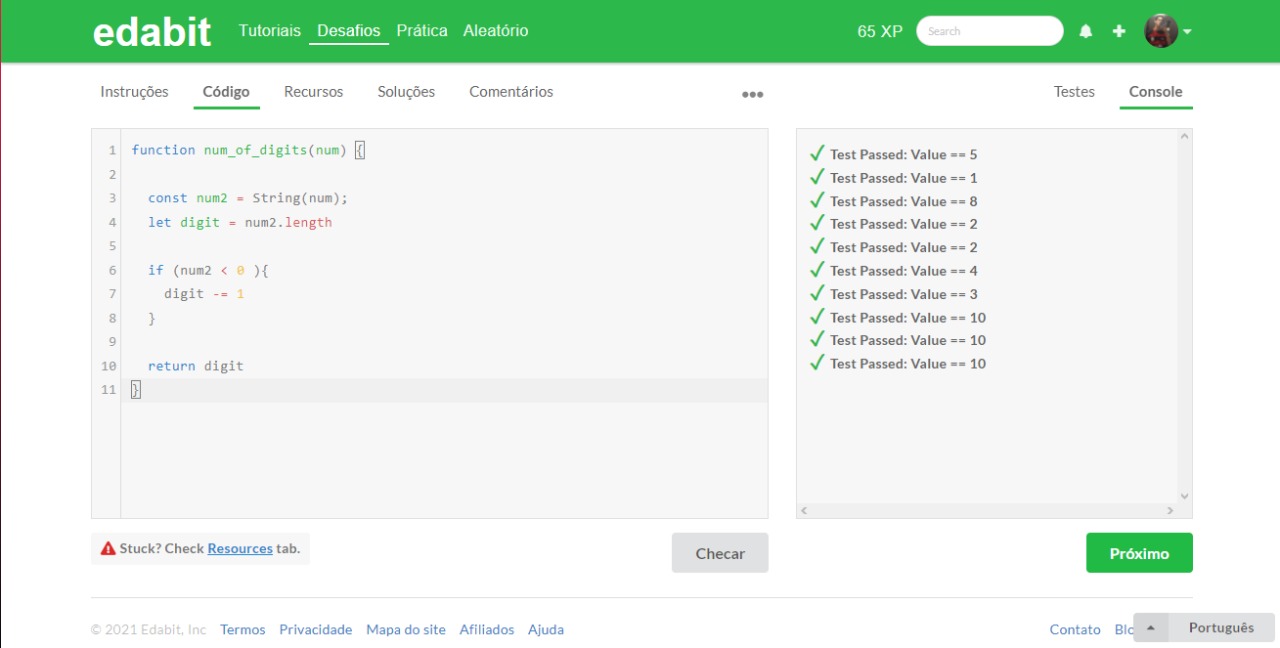 edabit Tutoriais Desafios Prática Aleatório 65 XP Search
Instruções Código Recursos Soluções Comentários ••• Testes Console
1 function num_of_digits(num) {
2
3 const num2 = String(num);
4 let digit = num2.length
5
6 if (num2 < 0 ){
7 digit -= 1
8 }
9
10 return digit
11 }
✓ Test Passed: Value == 5
✓ Test Passed: Value == 1
✓ Test Passed: Value == 8
✓ Test Passed: Value == 2
✓ Test Passed: Value == 2
✓ Test Passed: Value == 4
✓ Test Passed: Value == 3
✓ Test Passed: Value == 10
✓ Test Passed: Value == 10
✓ Test Passed: Value == 10
Stuck? Check Resources tab.
Checar
Próximo
© 2021 Edabit, Inc Termos Privacidade Mapa do site Afiliados Ajuda Contato Blo
Português